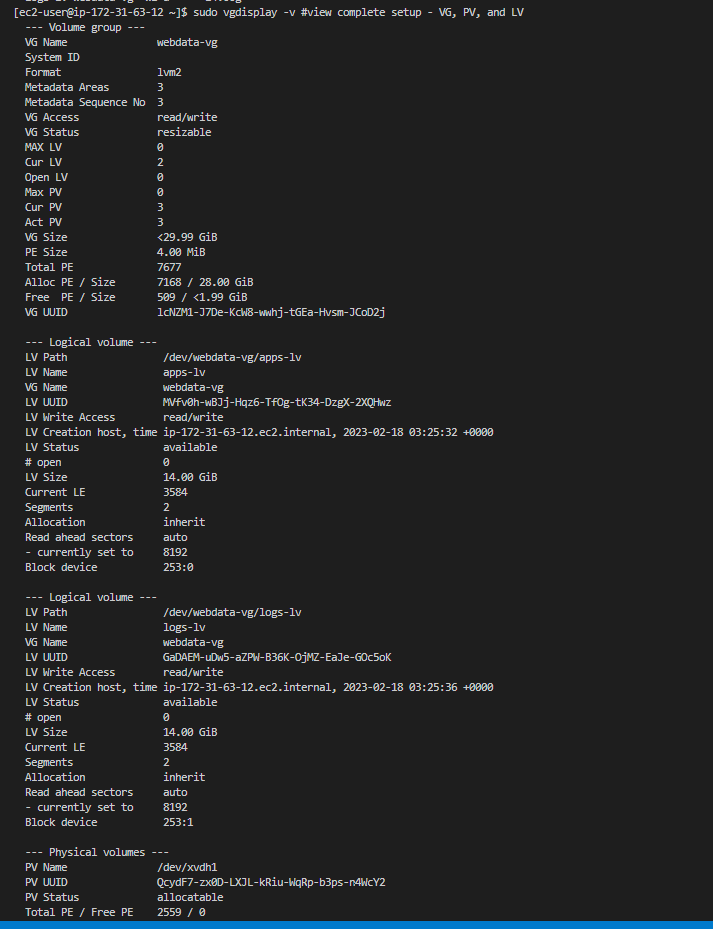 [ec2-user@ip-172-31-63-12 ~]$ sudo vgdisplay -v #view complete setup - VG, PV, and LV
--- Volume group ---
VG Name webdata-vg
System ID
Format lvm2
Metadata Areas 3
Metadata Sequence No 3
VG Access read/write
VG Status resizable
MAX LV 0
Cur LV 2
Open LV 0
Max PV 0
Cur PV 3
Act PV 3
VG Size <29.99 GiB
PE Size 4.00 MiB
Total PE 7677
Alloc PE / Size 7168 / 28.00 GiB
Free PE / Size 509 / <1.99 GiB
VG UUID lcNZM1-J7De-KcW8-wwhj-tGEa-Hvsm-JCoD2j
--- Logical volume ---
LV Path /dev/webdata-vg/apps-lv
LV Name apps-lv
VG Name webdata-vg
LV UUID MVfv0h-wBJj-Hqz6-TfOg-tK34-DzgX-2XQHwz
LV Write Access read/write
LV Creation host, time ip-172-31-63-12.ec2.internal, 2023-02-18 03:25:32 +0000
LV Status available
# open 0
LV Size 14.00 GiB
Current LE 3584
Segments 2
Allocation inherit
Read ahead sectors auto
- currently set to 8192
Block device 253:0
--- Logical volume ---
LV Path /dev/webdata-vg/logs-lv
LV Name logs-lv
VG Name webdata-vg
LV UUID GaDAEM-uDw5-aZPW-B36K-OjMZ-EaJe-GOc5oK
LV Write Access read/write
LV Creation host, time ip-172-31-63-12.ec2.internal, 2023-02-18 03:25:36 +0000
LV Status available
# open 0
LV Size 14.00 GiB
Current LE 3584
Segments 2
Allocation inherit
Read ahead sectors auto
- currently set to 8192
Block device 253:1
--- Physical volumes ---
PV Name /dev/xvdh1
PV UUID QcydF7-zx0D-LXJL-kRiu-WqRp-b3ps-n4WcY2
PV Status allocatable
Total PE / Free PE 2559 / 0